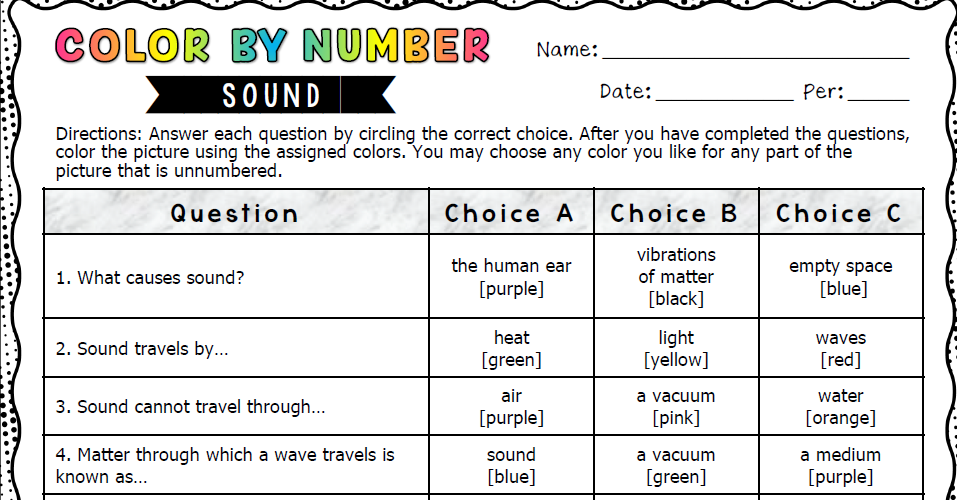 COLOR BY NUMBER
Name:
SOUND
Date: Per:
Directions: Answer each question by circling the correct choice. After you have completed the questions,
color the picture using the assigned colors. You may choose any color you like for any part of the
picture that is unnumbered.
Question Choice A Choice B Choice C
1. What causes sound?
the human ear
[purple]
vibrations
of matter
[black]
empty space
[blue]
2. Sound travels by...
heat
[green]
light
[yellow]
waves
[red]
3. Sound cannot travel through...
air
[purple]
a vacuum
[pink]
water
[orange]
4. Matter through which a wave travels is
known as...
sound
[blue]
a vacuum
[green]
a medium
[purple]